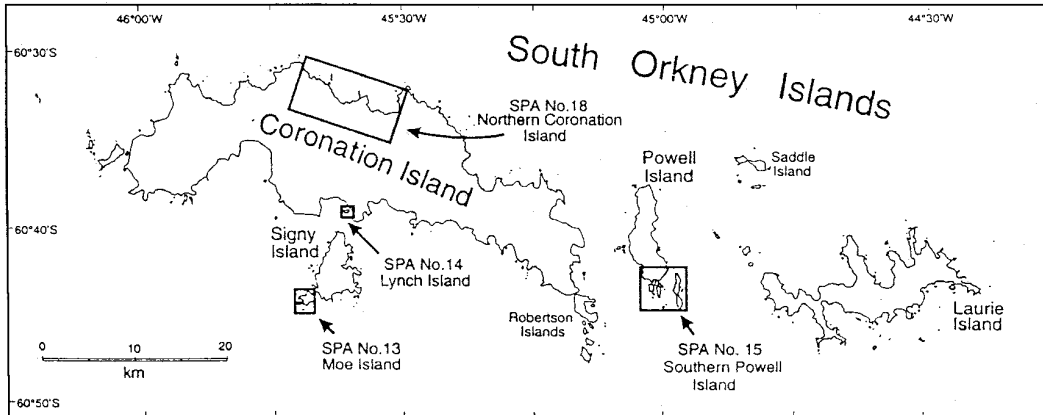 46°00'W
45°30'W
45°00'W
44°30'W
60°30'S
South Orkney Islands
SPA No.18
Northern Coronation
Island
Coronation Island
Powell
Island
Saddle
Island
60°40'S
Signy
Island
SPA No.14
Lynch Island
Robertson
Islands
Laurie
Island
SPA No.13
Moe Island
SPA No. 15
Southern Powell
Island
0 10 20
km
60°50'S